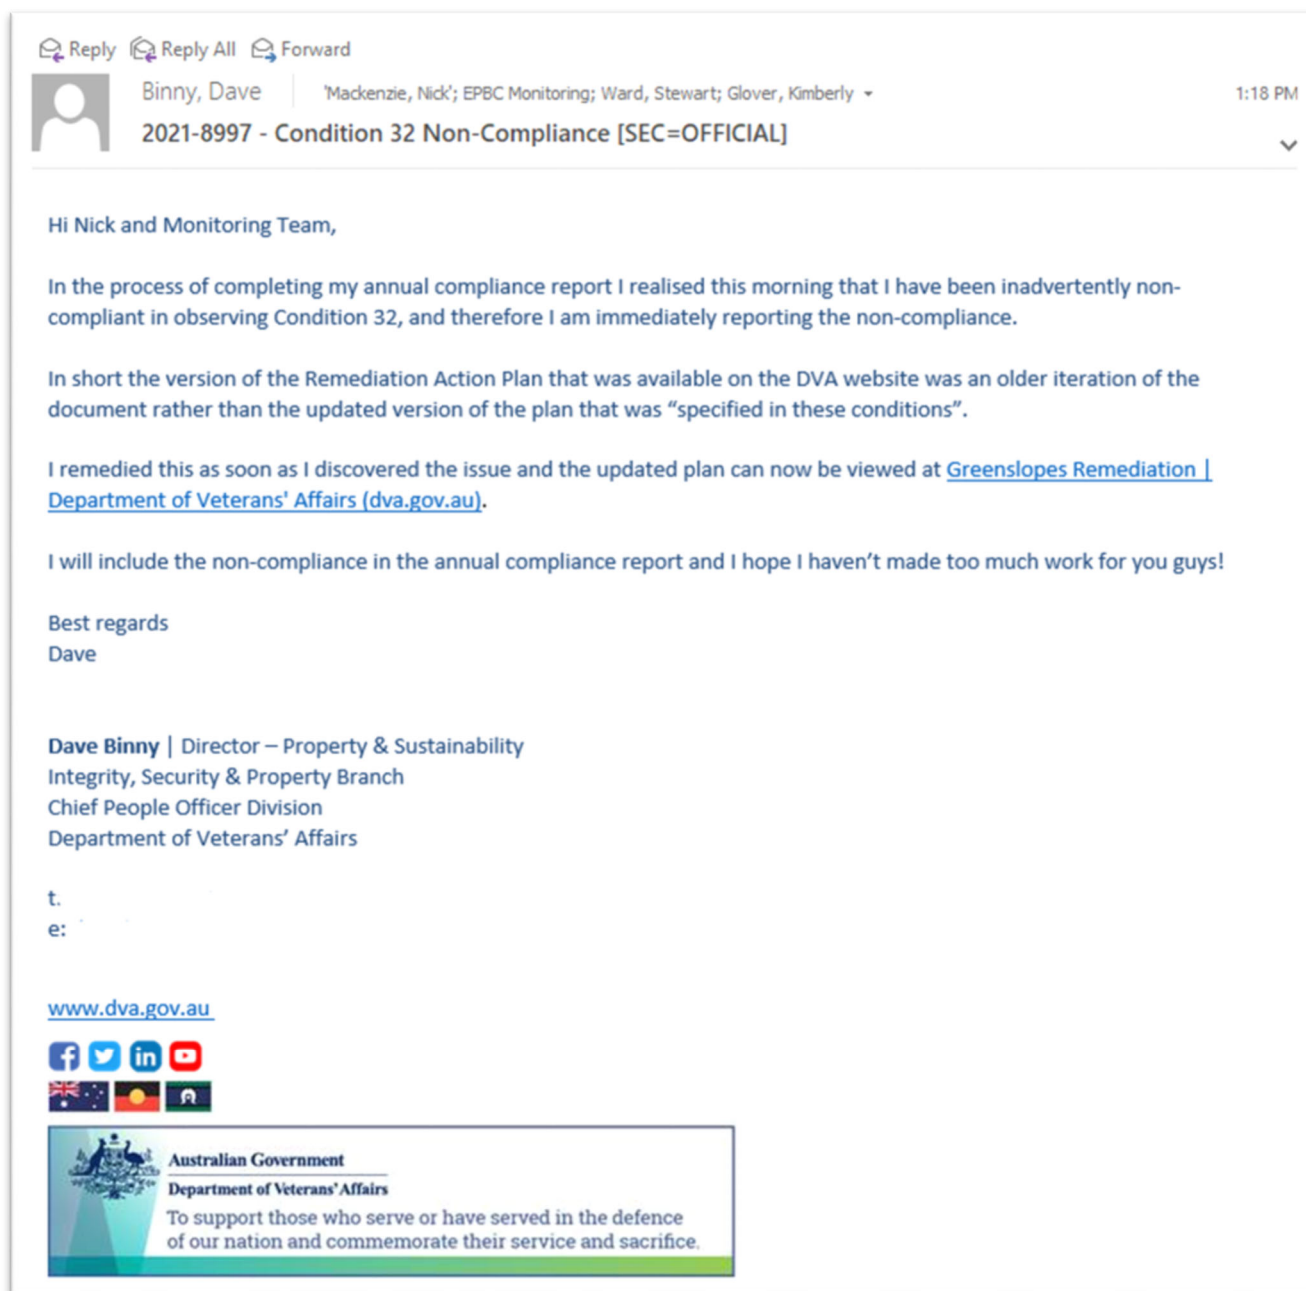 Reply Reply All Forward
Binny, Dave 'Mackenzie, Nick'; EPBC Monitoring; Ward, Stewart; Glover, Kimberly 1:18 PM
2021-8997 - Condition 32 Non-Compliance [SEC=OFFICIAL]
Hi Nick and Monitoring Team,
In the process of completing my annual compliance report I realised this morning that I have been inadvertently non-
compliant in observing Condition 32, and therefore I am immediately reporting the non-compliance.
In short the version of the Remediation Action Plan that was available on the DVA website was an older iteration of the
document rather than the updated version of the plan that was “specified in these conditions”.
I remedied this as soon as I discovered the issue and the updated plan can now be viewed at Greenslopes Remediation |
Department of Veterans' Affairs (dva.gov.au).
I will include the non-compliance in the annual compliance report and I hope I haven’t made too much work for you guys!
Best regards
Dave
Dave Binny | Director – Property & Sustainability
Integrity, Security & Property Branch
Chief People Officer Division
Department of Veterans’ Affairs
t.
e:
www.dva.gov.au
Australian Government
Department of Veterans’ Affairs
To support those who serve or have served in the defence
of our nation and commemorate their service and sacrifice.